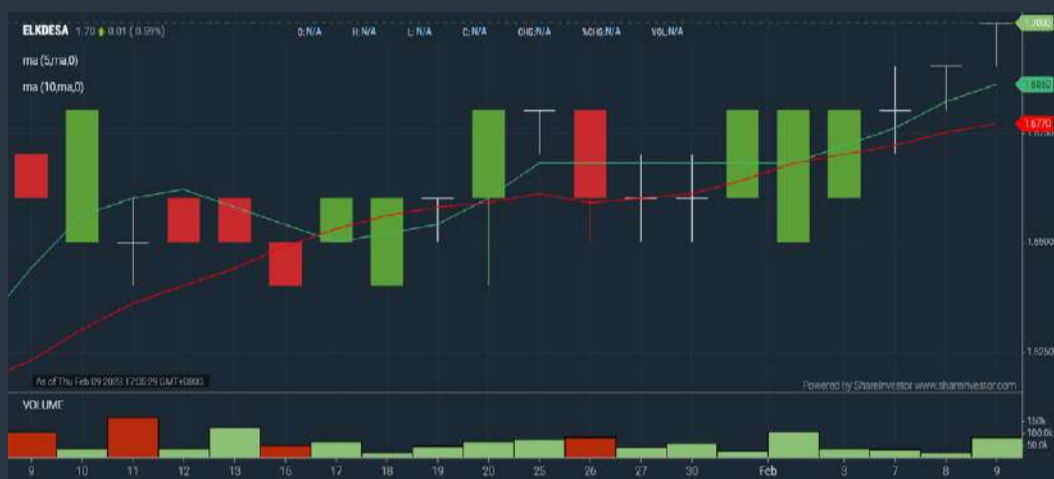 ELKDESA 1.70 0.01 ( 0.59%) O:N/A H:N/A L:N/A C:N/A CHG:N/A %CHG:N/A VOL:N/A
ma (5,ma,0)
ma (10,ma,0)
1.7000
1.6860
1.6770
1.6750
1.6500
1.6250
As of Thu Feb 09 2023 17:05:29 GMT+0800
Powered by ShareInvestor www.shareinvestor.com
VOLUME
150k
100.0k
50.0k
9 10 11 12 13 16 17 18 19 20 25 26 27 30 Feb 3 7 8 9